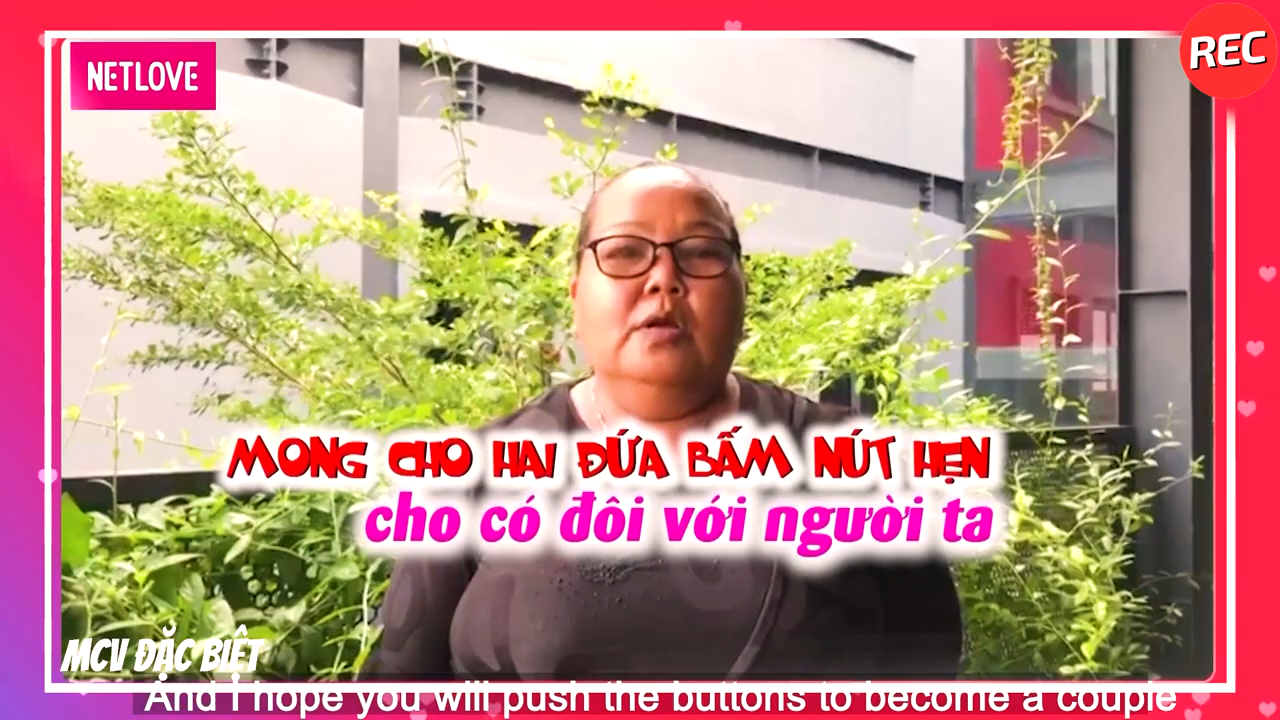 NETLOVE
REC
MONG CHO HAI ĐỨA BẤM NÚT HẸN
cho có đôi với người ta
MCV ĐẶC BIỆT
And I hope you will push the buttons to become a couple